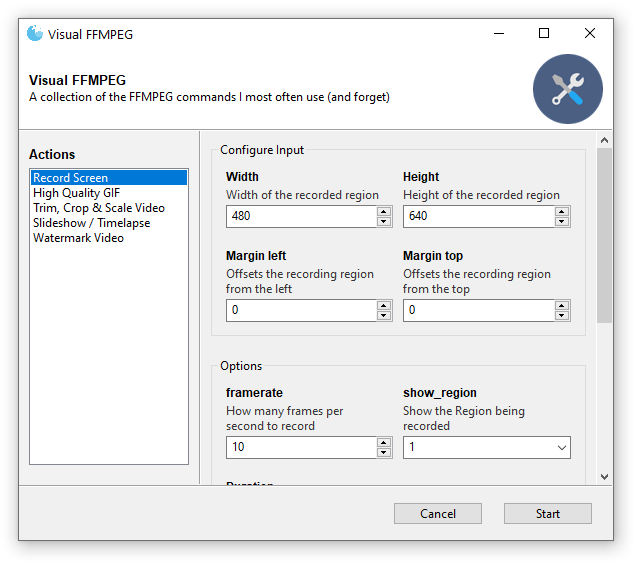 Visual FFMPEG
Visual FFMPEG
A collection of the FFMPEG commands I most often use (and forget)
Actions
Record Screen
High Quality GIF
Trim, Crop & Scale Video
Slideshow / Timelapse
Watermark Video
Configure Input
Width
Width of the recorded region
480
Height
Height of the recorded region
640
Margin left
Offsets the recording region
from the left
0
Margin top
Offsets the recording region
from the top
0
Options
framerate
How many frames per
second to record
10
show_region
Show the Region being
recorded
1
Duration
Cancel
Start